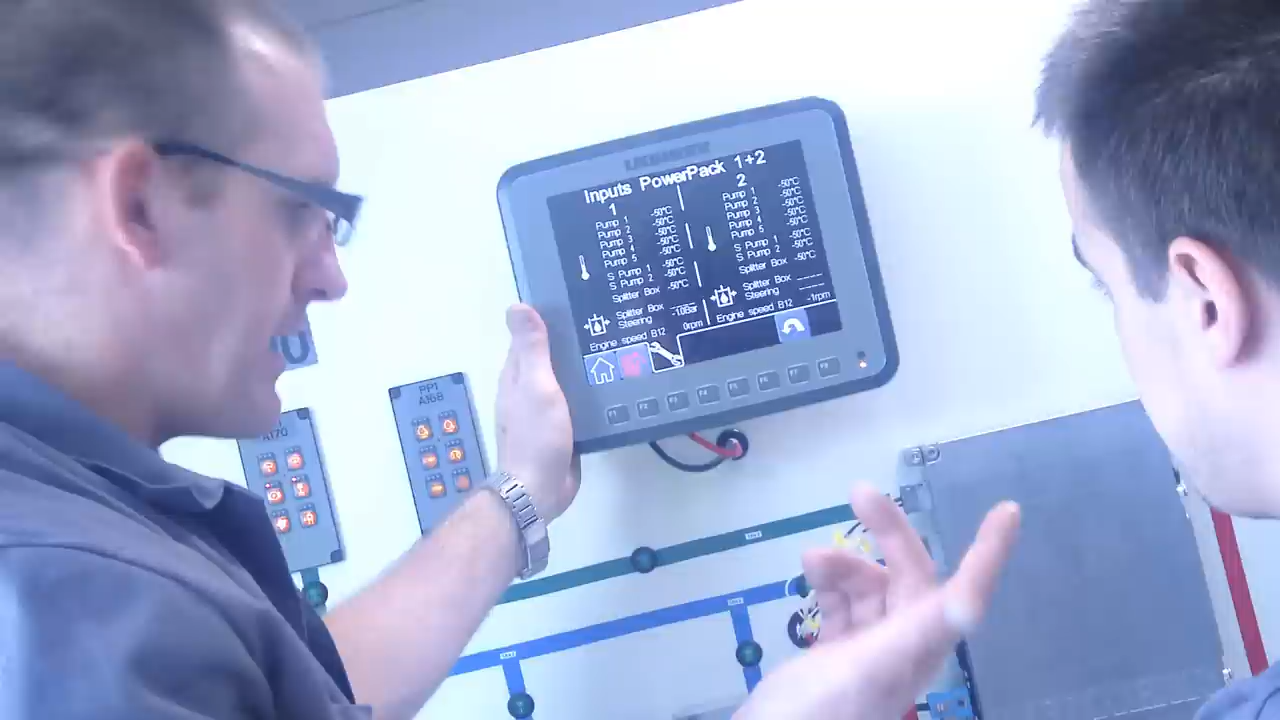 LIEBHERR
Inputs PowerPack 1+2
1
Pump 1 -50°C
Pump 2 -50°C
Pump 3 -50°C
Pump 4 -50°C
Pump 5 -50°C
S Pump 1 -50°C
S Pump 2 -50°C
Splitter Box -50°C
Splitter Box
Steering -10Bar
Engine speed B12 0rpm
2
Pump 1 -50°C
Pump 2 -50°C
Pump 3 -50°C
Pump 4 -50°C
Pump 5 -50°C
S Pump 1 -50°C
S Pump 2 -50°C
Splitter Box -50°C
Splitter Box -----
Steering -----
Engine speed B12 -1rpm
F1 F2 F3 F4 F5 F6 F7 F8
A170
PP1
A168